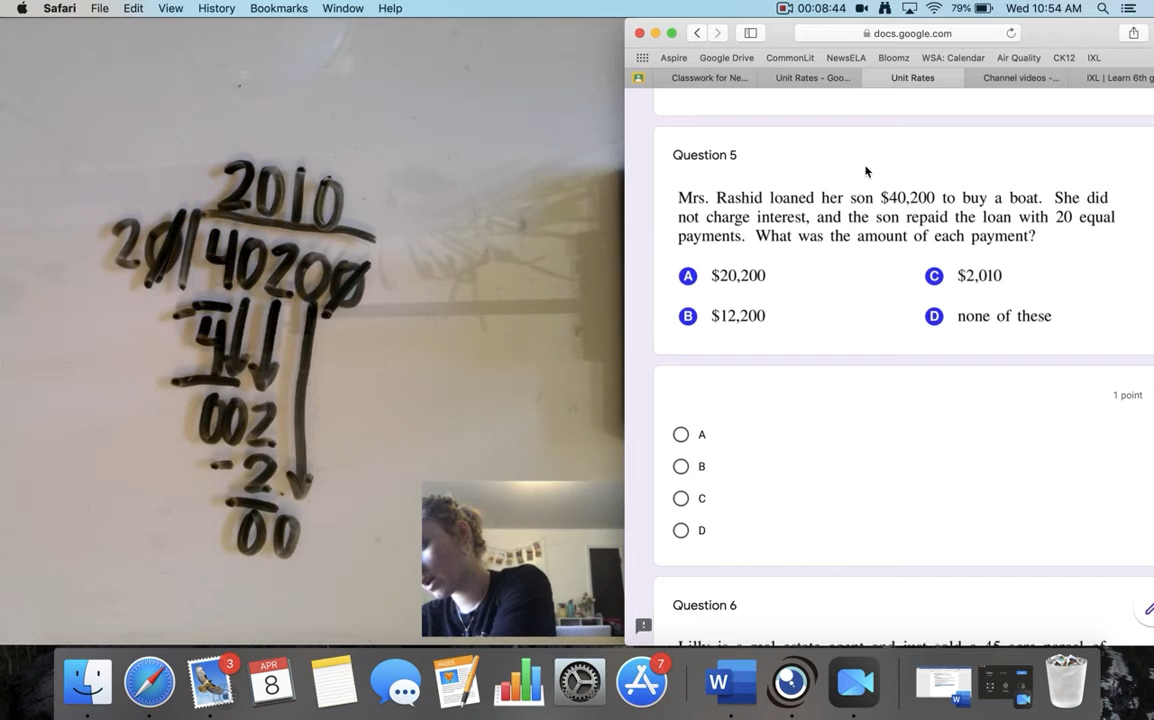 Safari File Edit View History Bookmarks Window Help
00:08:44 79% Wed 10:54 AM
docs.google.com
Aspire Google Drive CommonLit NewsELA Bloomz WSA: Calendar Air Quality CK12 IXL
Classwork for Ne... Unit Rates - Goo... Unit Rates Channel videos -... IXL | Learn 6th g
2010
20 40200
- 4
002
- 2
00
Question 5
Mrs. Rashid loaned her son $40,200 to buy a boat. She did
not charge interest, and the son repaid the loan with 20 equal
payments. What was the amount of each payment?
A $20,200
C $2,010
B $12,200
D none of these
1 point
A
B
C
D
Question 6
3
APR
8
PAGES
7
W
W